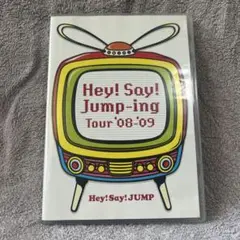 Hey! Say!
Jump-ing
Tour '08-'09
Hey! Say! JUMP